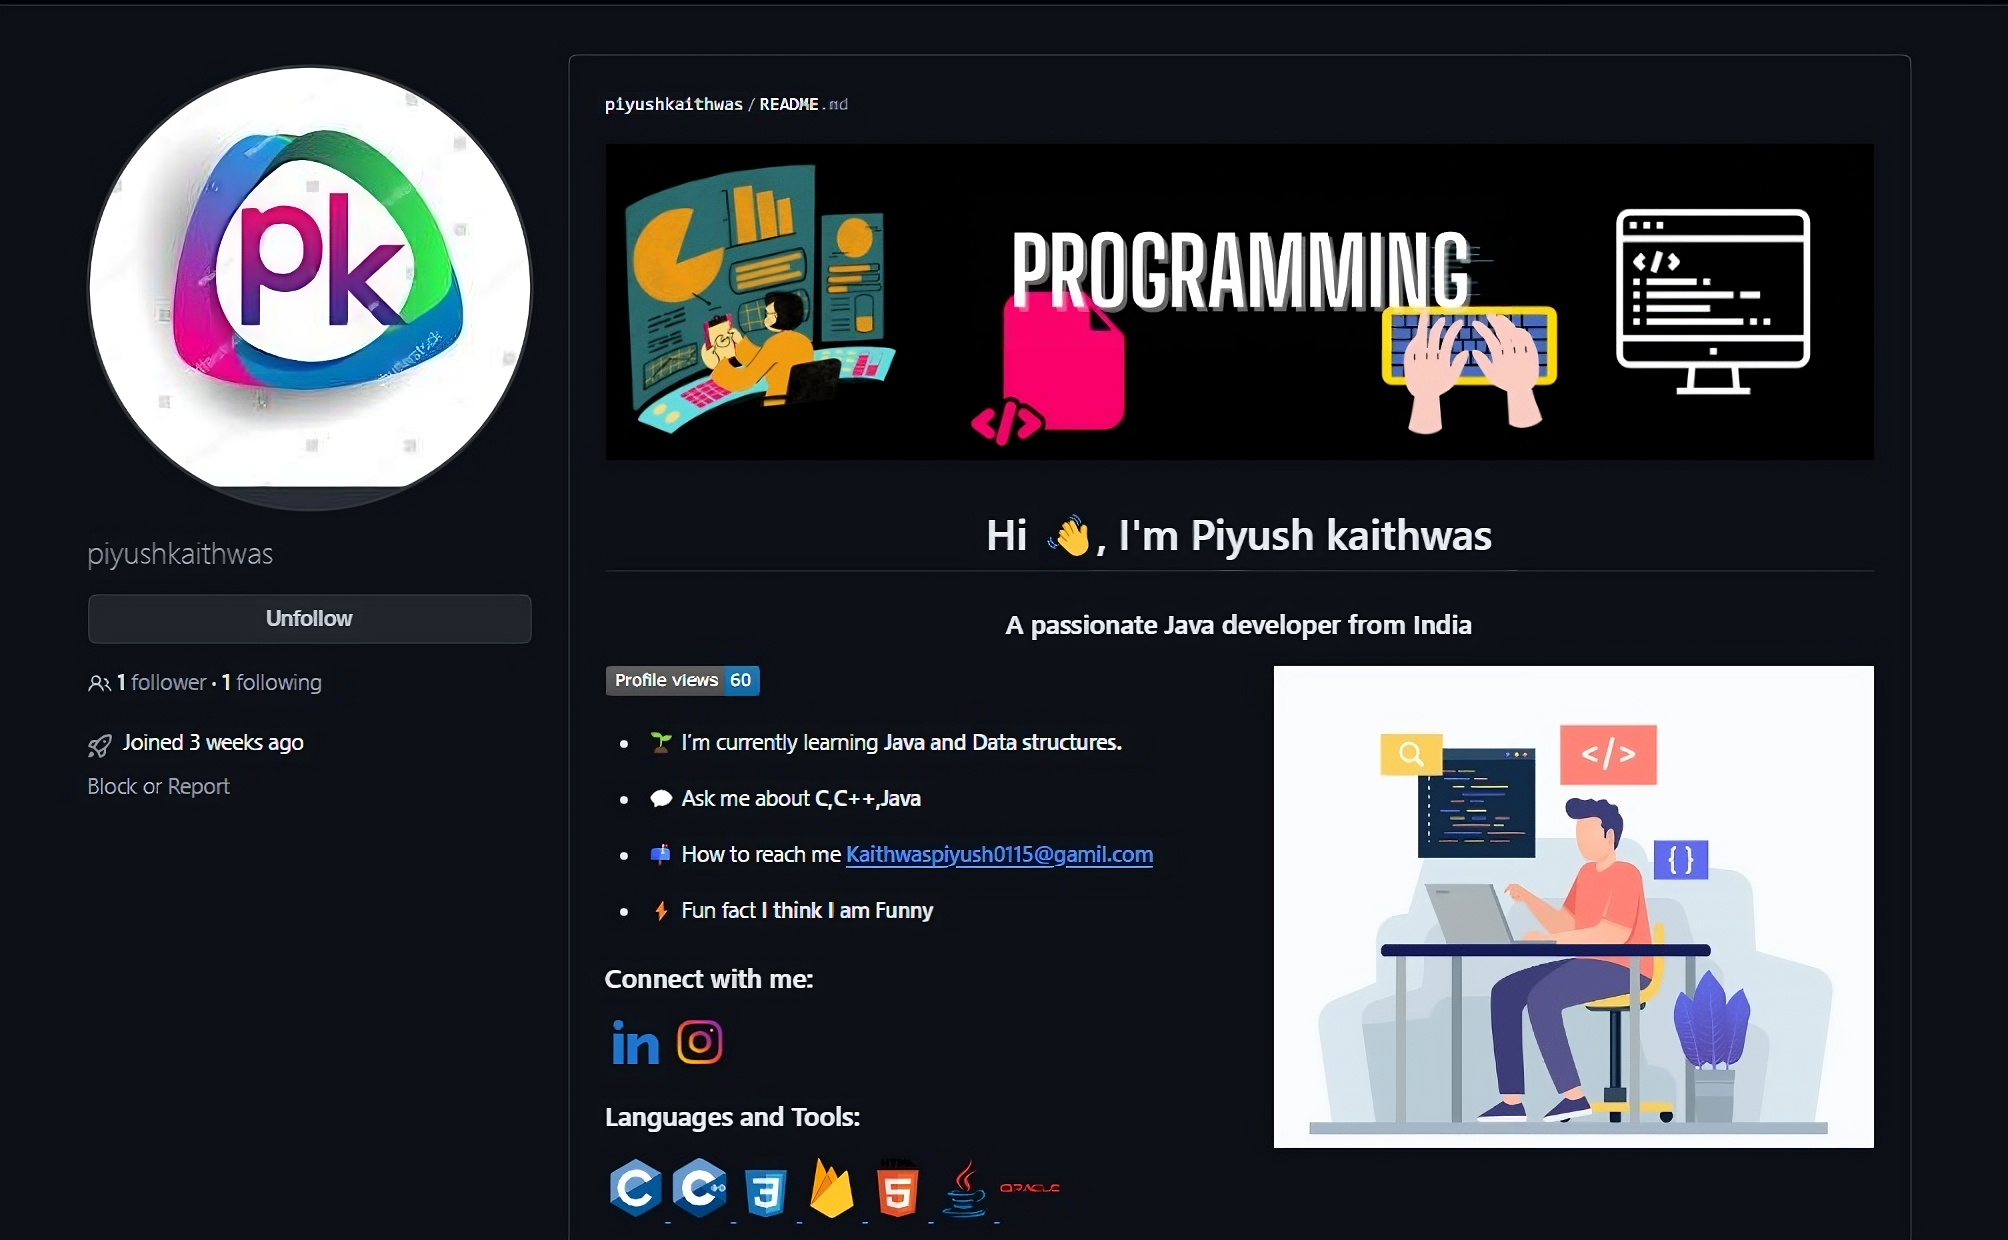 pk
piyushkaithwas
Unfollow
1 follower · 1 following
Joined 3 weeks ago
Block or Report
piyushkaithwas / README.md
PROGRAMMING
</>
</>
Hi 👋, I'm Piyush kaithwas
A passionate Java developer from India
Profile views 60
• 🌱 I'm currently learning Java and Data structures.
• 💬 Ask me about C,C++,Java
• 📫 How to reach me Kaithwaspiyush0115@gamil.com
• ⚡ Fun fact I think I am Funny
Connect with me:
in
Languages and Tools:
C C++ 3 HTML 5 ORACLE
</>
{}